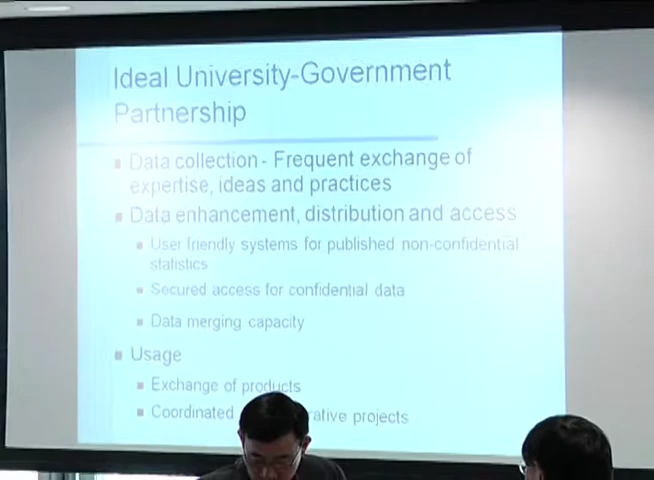 Ideal University-Government
Partnership
Data collection - Frequent exchange of
expertise, ideas and practices
Data enhancement, distribution and access
User friendly systems for published non-confidential
statistics
Secured access for confidential data
Data merging capacity
Usage
Exchange of products
Coordinated rative projects